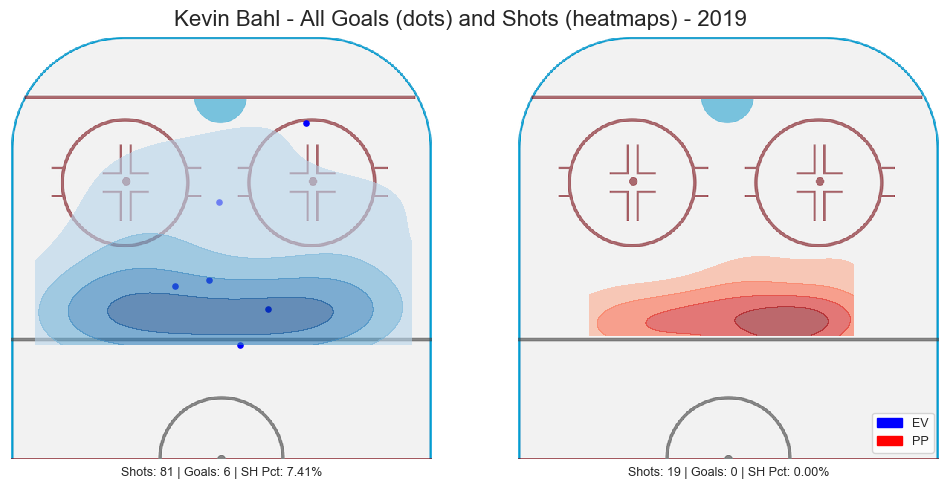 Kevin Bahl - All Goals (dots) and Shots (heatmaps) - 2019
EV
PP
Shots: 81 | Goals: 6 | SH Pct: 7.41%
Shots: 19 | Goals: 0 | SH Pct: 0.00%